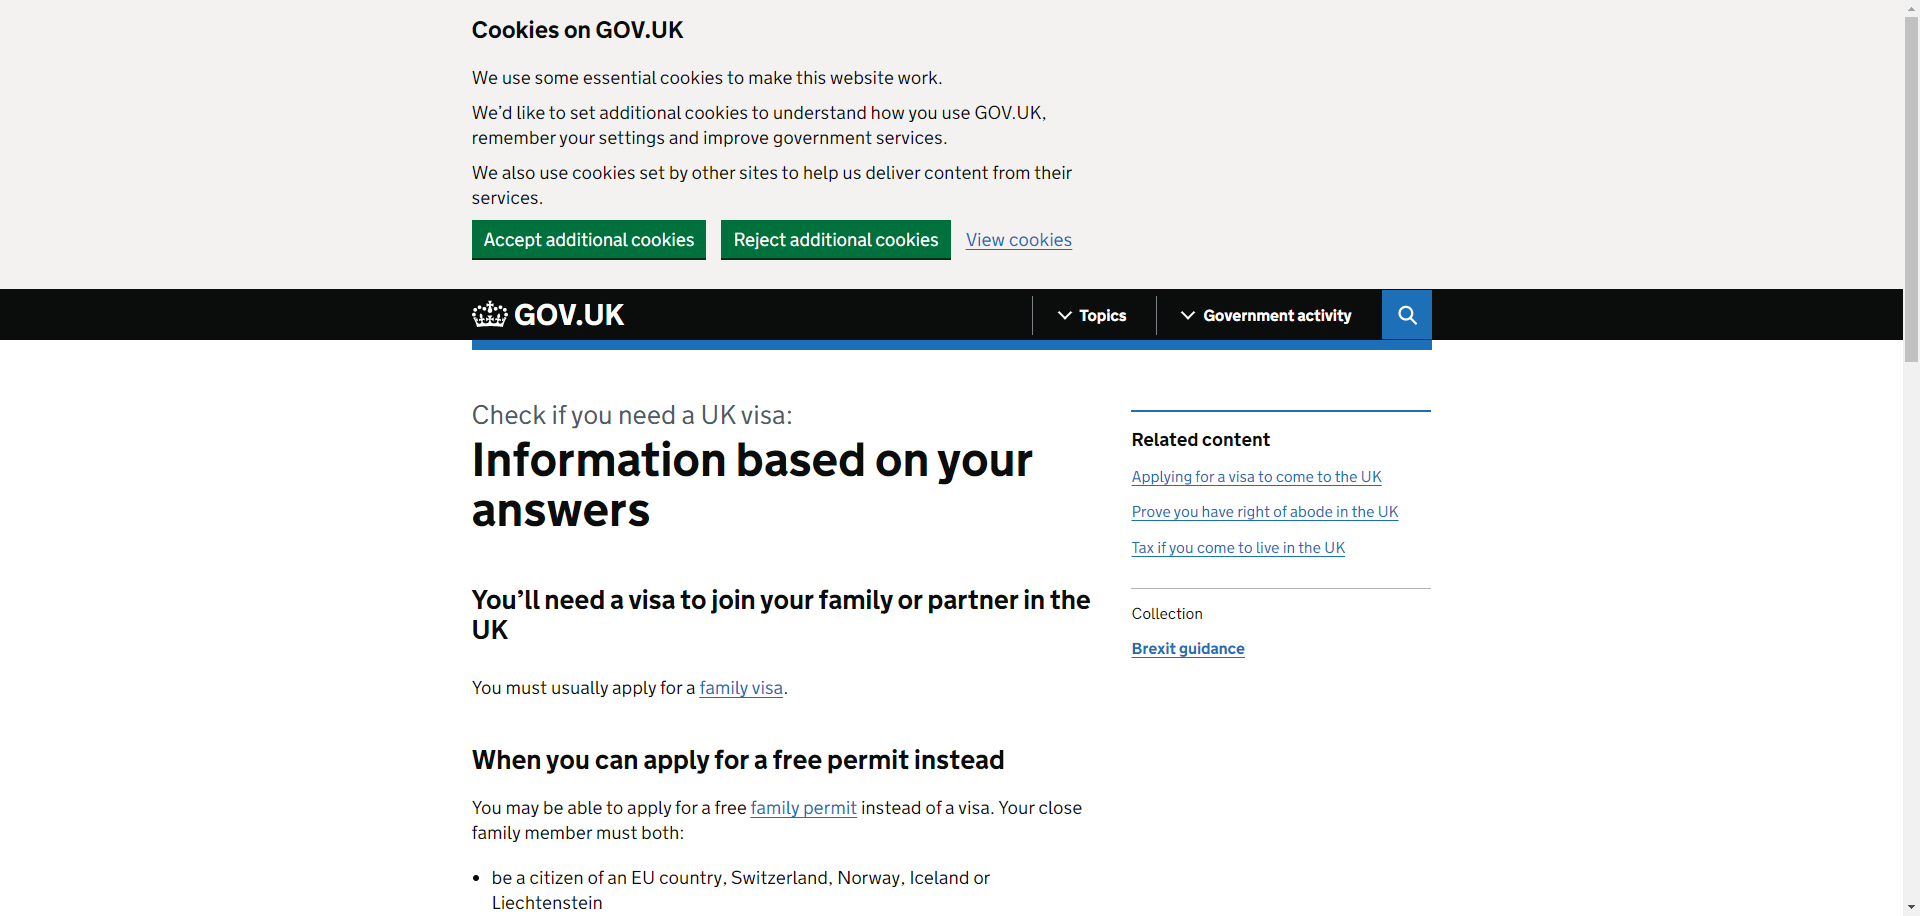 Cookies on GOV.UK
We use some essential cookies to make this website work.
We’d like to set additional cookies to understand how you use GOV.UK,
remember your settings and improve government services.
We also use cookies set by other sites to help us deliver content from their
services.
Accept additional cookies Reject additional cookies View cookies
GOV.UK Topics Government activity
Check if you need a UK visa:
Information based on your
answers
You’ll need a visa to join your family or partner in the
UK
You must usually apply for a family visa.
When you can apply for a free permit instead
You may be able to apply for a free family permit instead of a visa. Your close
family member must both:
• be a citizen of an EU country, Switzerland, Norway, Iceland or
Liechtenstein
Related content
Applying for a visa to come to the UK
Prove you have right of abode in the UK
Tax if you come to live in the UK
Collection
Brexit guidance